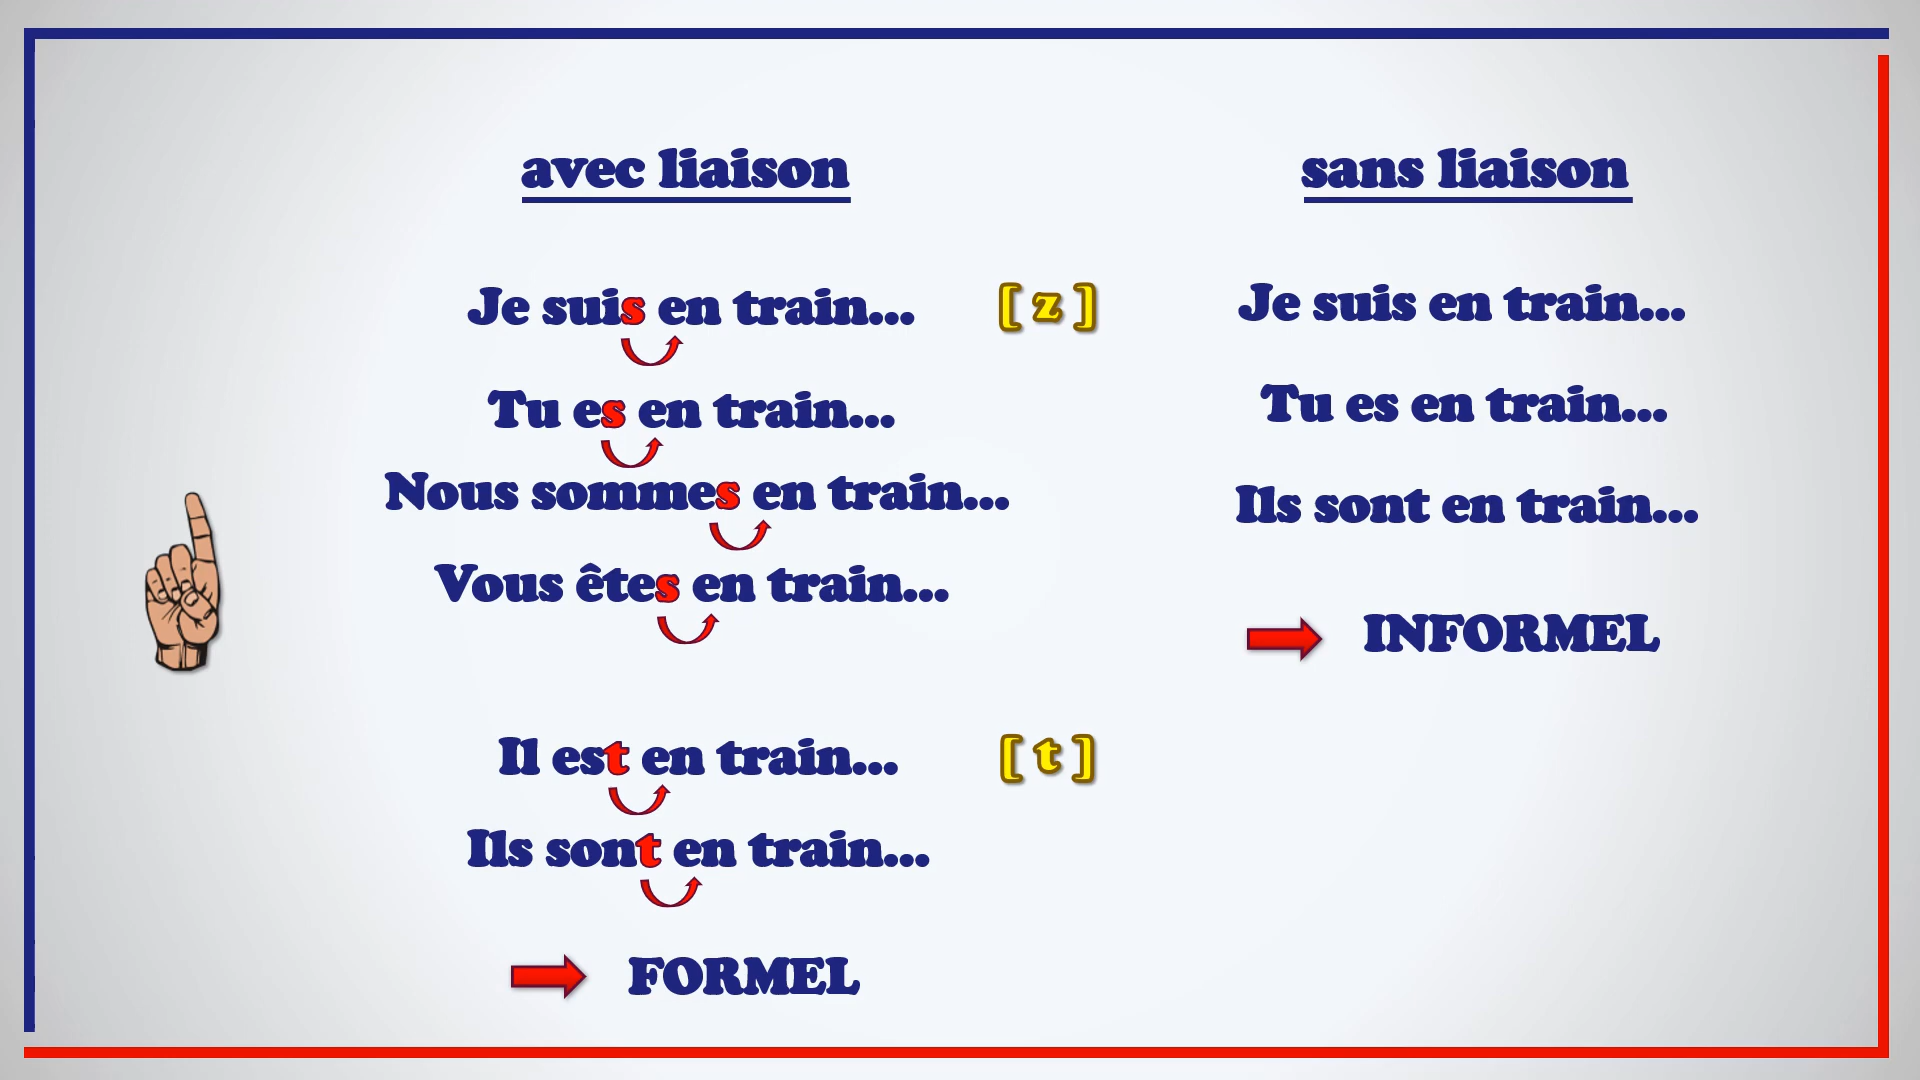 avec liaison
Je suis en train...
[ z ]
Tu es en train...
Nous sommes en train...
Vous êtes en train...
Il est en train...
[ t ]
Ils sont en train...
FORMEL
sans liaison
Je suis en train...
Tu es en train...
Ils sont en train...
INFORMEL